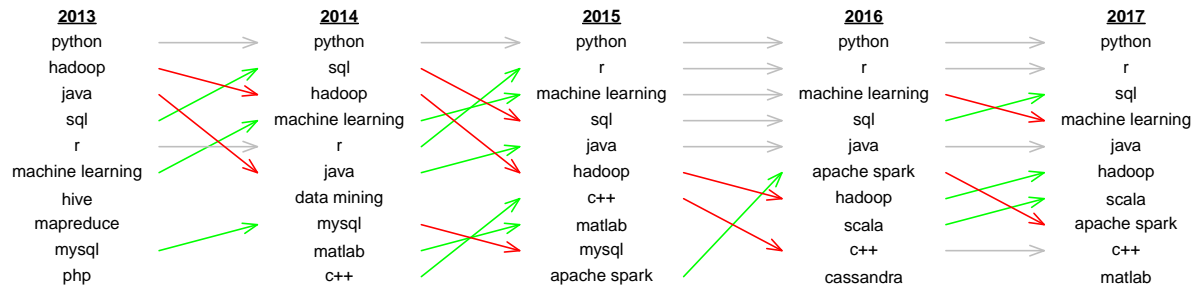 2013 2014 2015 2016 2017
python python python python python
hadoop sql r r r
java hadoop machine learning machine learning sql
sql machine learning sql sql machine learning
r r java java java
machine learning java hadoop apache spark hadoop
hive data mining c++ hadoop scala
mapreduce mysql matlab scala apache spark
mysql matlab mysql c++ c++
php c++ apache spark cassandra matlab